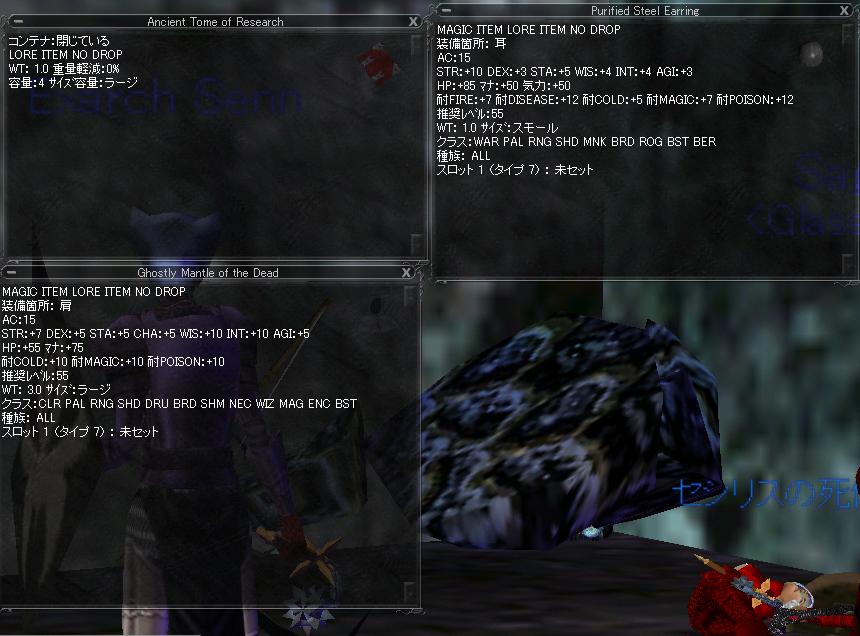 Ancient Tome of Research
コンテナ:閉じている
LORE ITEM NO DROP
WT: 1.0 重量軽減:0%
容量:4 サイズ容量:ラージ
Exarch Senn
Purified Steel Earring
MAGIC ITEM LORE ITEM NO DROP
装備箇所: 耳
AC:15
STR:+10 DEX:+3 STA:+5 WIS:+4 INT:+4 AGI:+3
HP:+85 マナ:+50 気力:+50
耐FIRE:+7 耐DISEASE:+12 耐COLD:+5 耐MAGIC:+7 耐POISON:+12
推奨レベル:55
WT: 1.0 サイズ:スモール
クラス:WAR PAL RNG SHD MNK BRD ROG BST BER
種族: ALL
スロット 1 (タイプ 7) : 未セット
<Glass
Ghostly Mantle of the Dead
MAGIC ITEM LORE ITEM NO DROP
装備箇所: 肩
AC:15
STR:+7 DEX:+5 STA:+5 CHA:+5 WIS:+10 INT:+10 AGI:+5
HP:+55 マナ:+75
耐COLD:+10 耐MAGIC:+10 耐POISON:+10
推奨レベル:55
WT: 3.0 サイズ:ラージ
クラス:CLR PAL RNG SHD DRU BRD SHM NEC WIZ MAG ENC BST
種族: ALL
スロット 1 (タイプ 7) : 未セット
セシリスの死